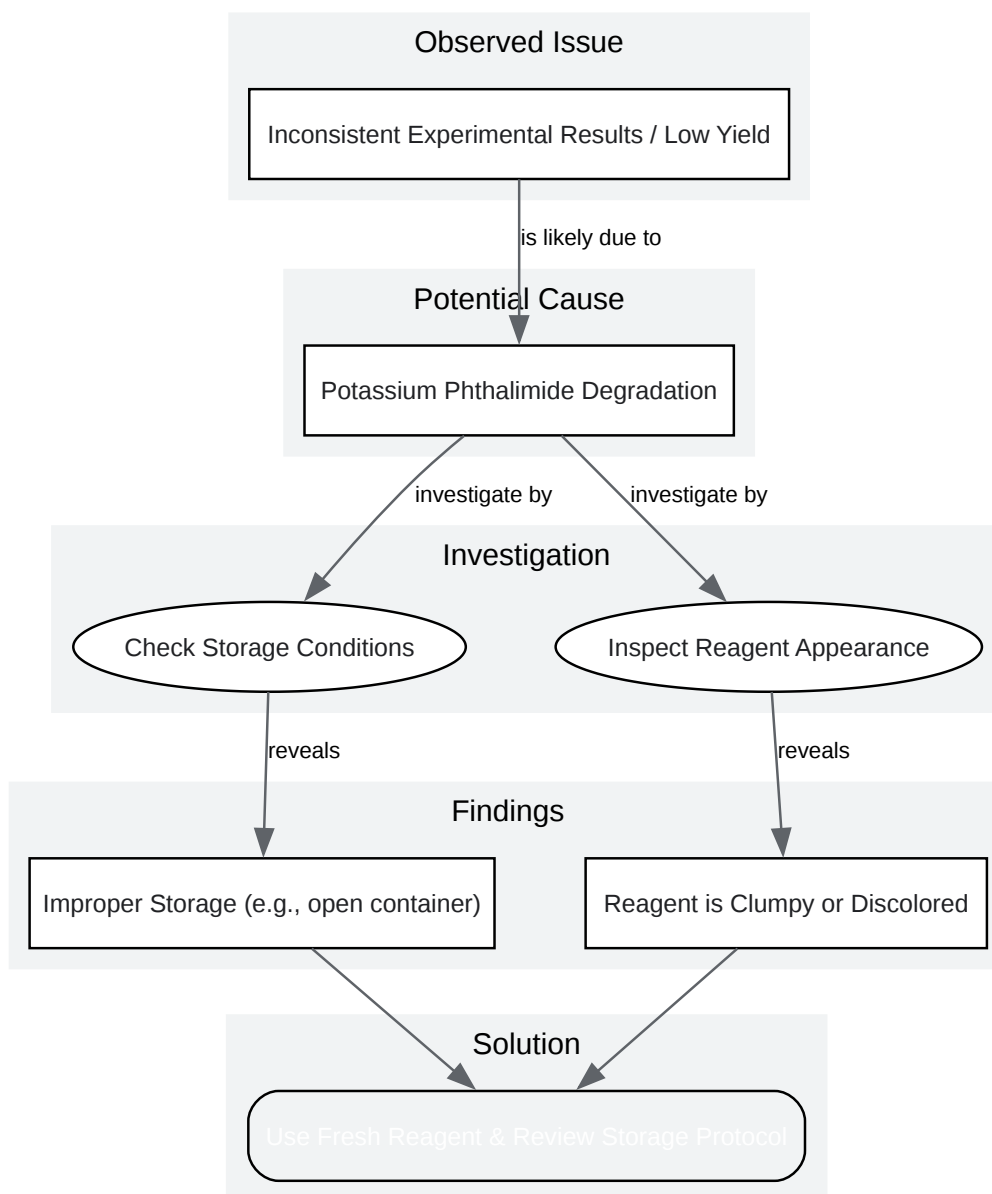 Observed Issue
Inconsistent Experimental Results / Low Yield
is likely due to
Potential Cause
Potassium Phthalimide Degradation
investigate by
investigate by
Investigation
Check Storage Conditions
Inspect Reagent Appearance
reveals
reveals
Findings
Improper Storage (e.g., open container)
Reagent is Clumpy or Discolored
Solution
Use Fresh Reagent & Review Storage Protocol